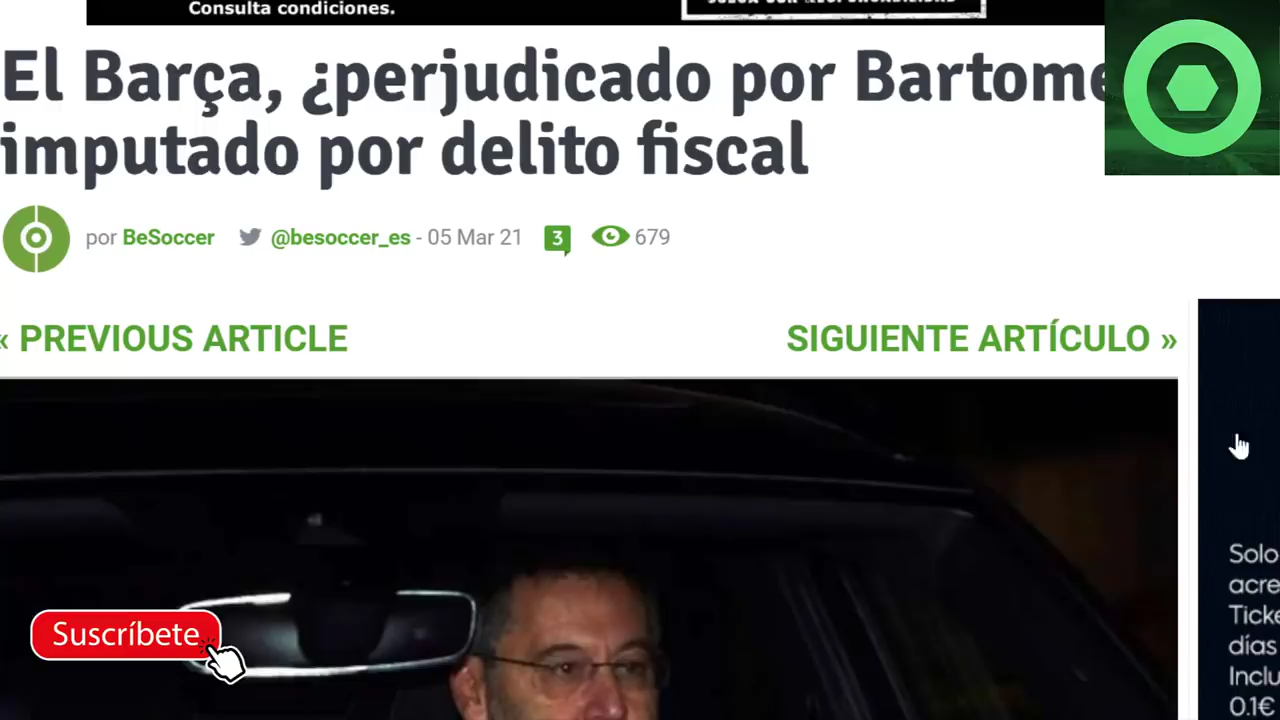 Consulta condiciones.
El Barça, ¿perjudicado por Bartome
imputado por delito fiscal
por BeSoccer @besoccer_es - 05 Mar 21 3 679
« PREVIOUS ARTICLE SIGUIENTE ARTÍCULO »
Suscríbete
Solo
acre
Ticke
días
Inclu
0.1€